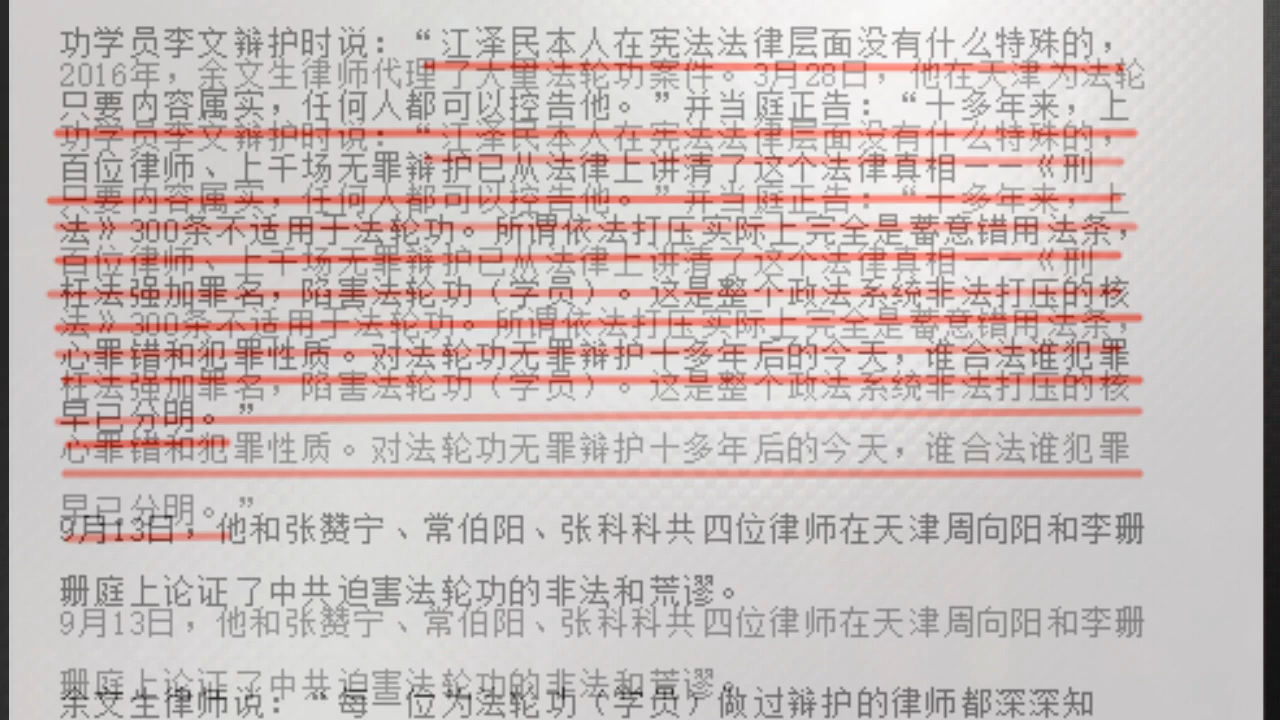 功学员李文辩护时说：“江泽民本人在宪法法律层面没有什么特殊的，
2016年，余文生律师代理了大量法轮功案件。3月28日，他在天津为法轮
只要内容属实，任何人都可以控告他。”并当庭正告：“十多年来，上
功学员李文辩护时说：“江泽民本人在宪法法律层面没有什么特殊的，
百位律师、上千场无罪辩护已从法律上讲清了这个法律真相——《刑
只要内容属实，任何人都可以控告他。”并当庭正告：“十多年来，上
法》300条不适用于法轮功。所谓依法打压实际上完全是蓄意错用法条，
百位律师、上千场无罪辩护已从法律上讲清了这个法律真相——《刑
枉法强加罪名，陷害法轮功（学员）。这是整个政法系统非法打压的核
法》300条不适用于法轮功。所谓依法打压实际上完全是蓄意错用法条，
心罪错和犯罪性质。对法轮功无罪辩护十多年后的今天，谁合法谁犯罪
枉法强加罪名，陷害法轮功（学员）。这是整个政法系统非法打压的核
早已分明。”
心罪错和犯罪性质。对法轮功无罪辩护十多年后的今天，谁合法谁犯罪
早已分明。”
9月13日，他和张赞宁、常伯阳、张科科共四位律师在天津周向阳和李珊
珊庭上论证了中共迫害法轮功的非法和荒谬。
9月13日，他和张赞宁、常伯阳、张科科共四位律师在天津周向阳和李珊
珊庭上论证了中共迫害法轮功的非法和荒谬。
余文生律师说：“每一位为法轮功（学员）做过辩护的律师都深深知